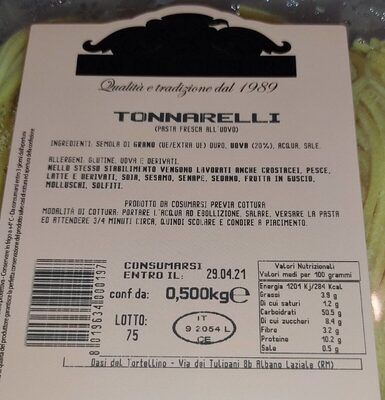 Qualità e tradizione dal 1989
TONNARELLI
(PASTA FRESCA ALL'UOVO)
INGREDIENTI: SEMOLA DI GRANO (UE/EXTRA UE) DURO, UOVA (20%), ACQUA, SALE.
ALLERGENI: GLUTINE, UOVA E DERIVATI.
NELLO STESSO STABILIMENTO VENGONO LAVORATI ANCHE CROSTACEI, PESCE,
LATTE E DERIVATI, SOIA, SESAMO, SENAPE, SEDANO, FRUTTA IN GUSCIO,
MOLLUSCHI, SOLFITI.
PRODOTTO DA COSUMARSI PREVIA COTTURA
MODALITÀ DI COTTURA: PORTARE L'ACQUA AD EBOLLIZIONE, SALARE, VERSARE LA PASTA
ED ATTENDERE 3/4 MINUTI CIRCA, QUINDI SCOLARE E CONDIRE A PIACIMENTO.
CONSUMARSI
ENTRO IL: 29.04.21
conf da: 0,500kg e
LOTTO:
75
IT
9 2054 L
CE
8019634000197
Valori Nutrizionali
Valori medi per 100 grammi
Energia 1201 KJ/284 Kcal
Grassi 3.9 g
Di cui saturi 1.2 g
Carboidrati 50.5 g
Di cui zuccheri 8.4 g
Fibre 3.2 g
Proteine 10.2 g
Sale 0.5 g
Oasi del Tortellino - Via dei Tulipani 8b Albano Laziale (RM)